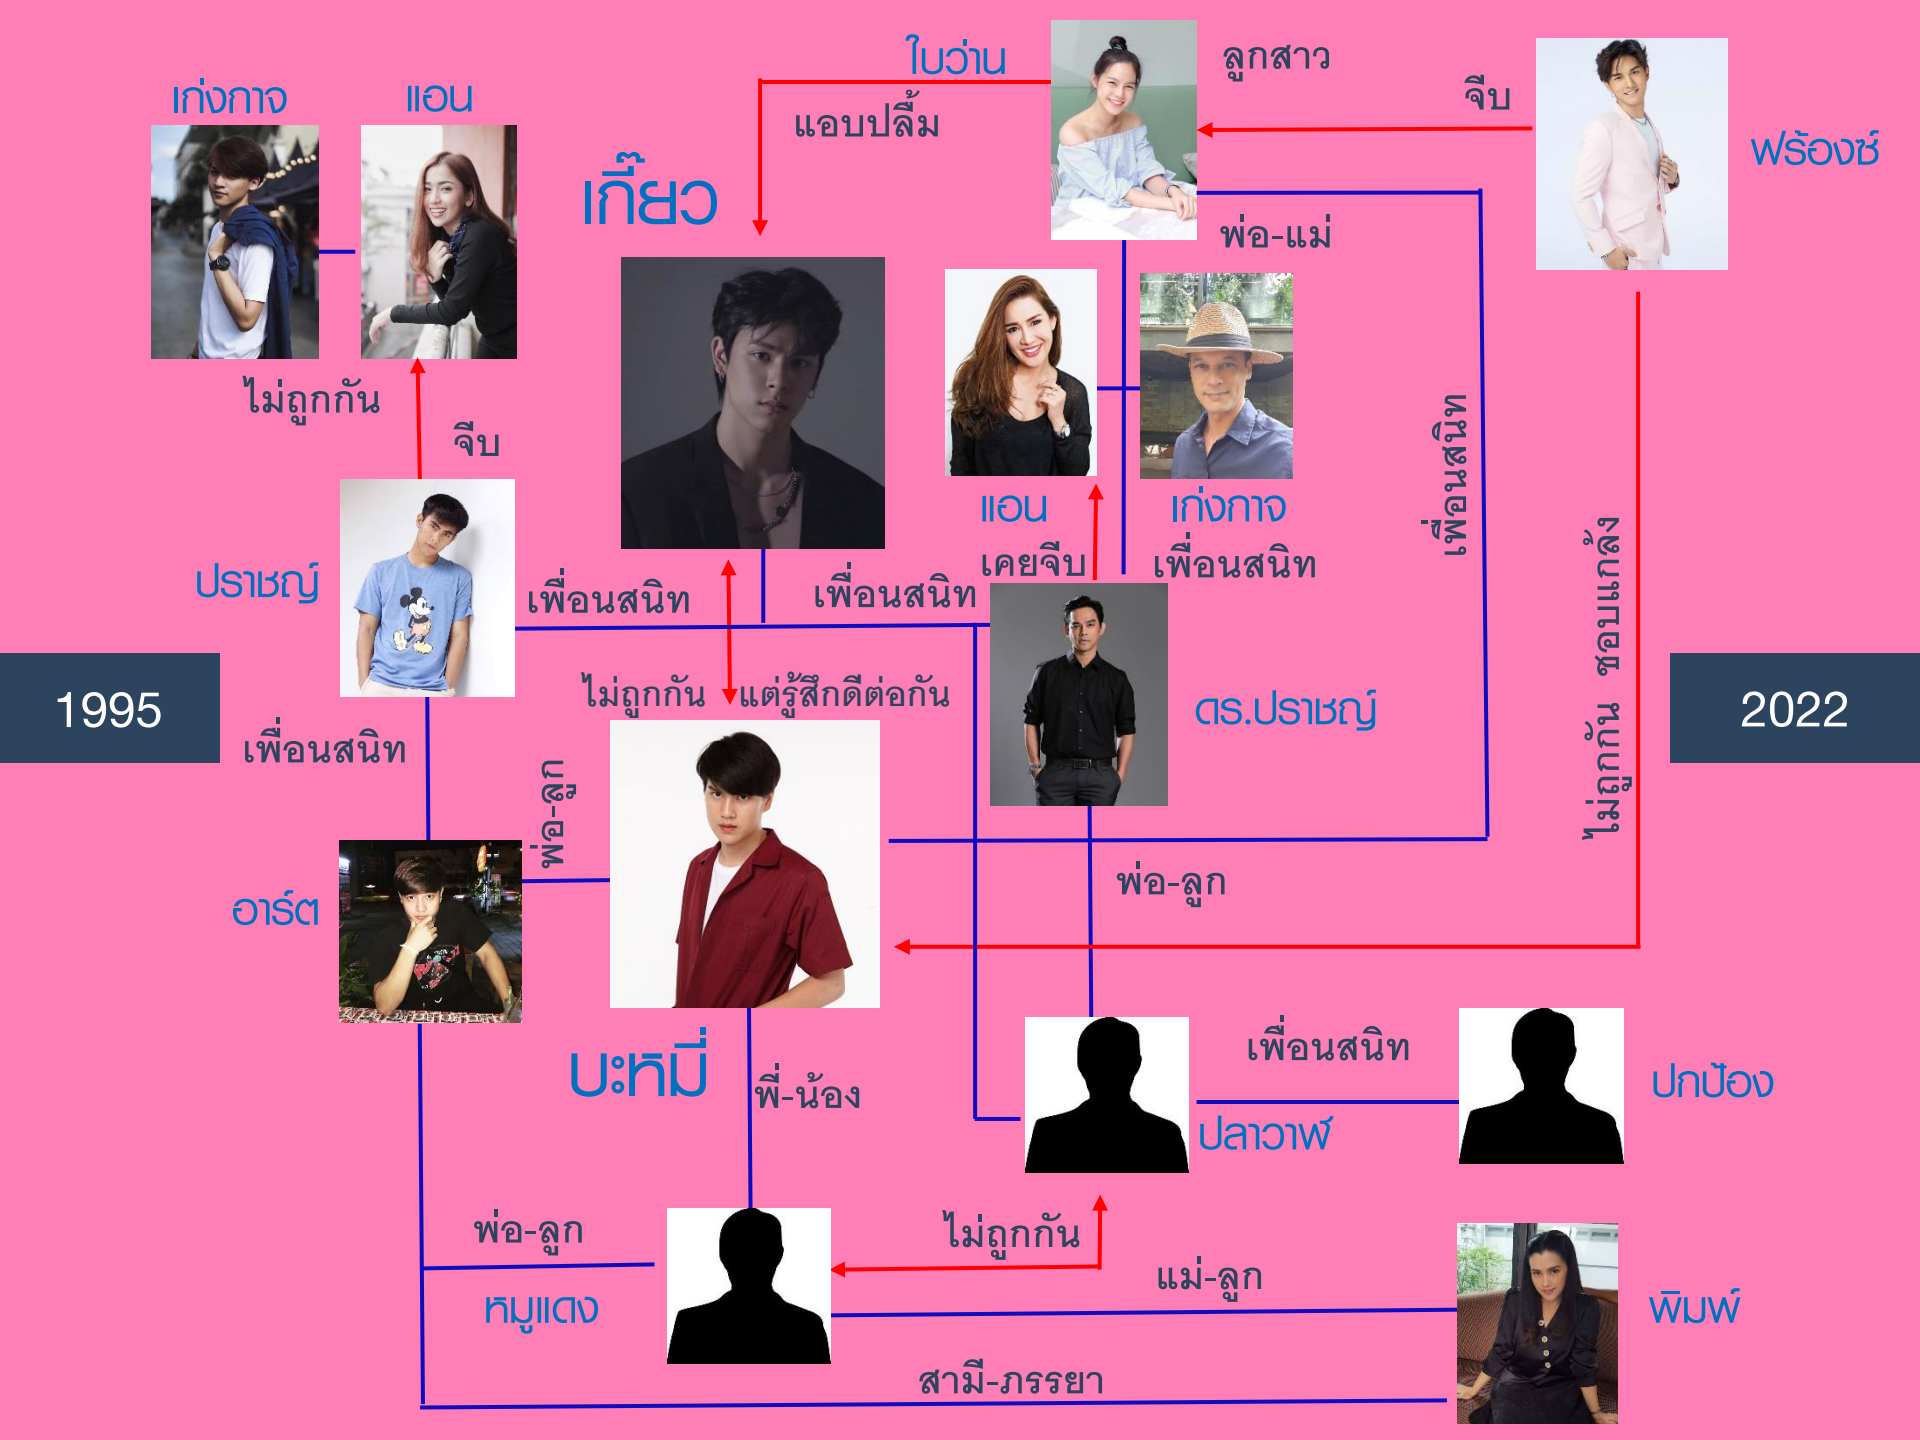 ใบว่าน
ลูกสาว
จีบ
เก่งกาจ
แอน
แอบปลื้ม
ฟร้องซ์
เกี๊ยว
พ่อ-แม่
ไม่ถูกกัน
จีบ
แอน
เก่งกาจ
เพื่อนสนิท
ปราชญ์
เพื่อนสนิท
เพื่อนสนิท
เคยจีบ
เพื่อนสนิท
ไม่ถูกกัน ชอบแกล้ง
1995
ไม่ถูกกัน แต่รู้สึกดีต่อกัน
ดร.ปราชญ์
2022
เพื่อนสนิท
พ่อ-ลูก
พ่อ-ลูก
อาร์ต
บะหมี่
พี่-น้อง
เพื่อนสนิท
ปกป้อง
ปลาวาฬ
พ่อ-ลูก
ไม่ถูกกัน
แม่-ลูก
หมูแดง
พิมพ์
สามี-ภรรยา